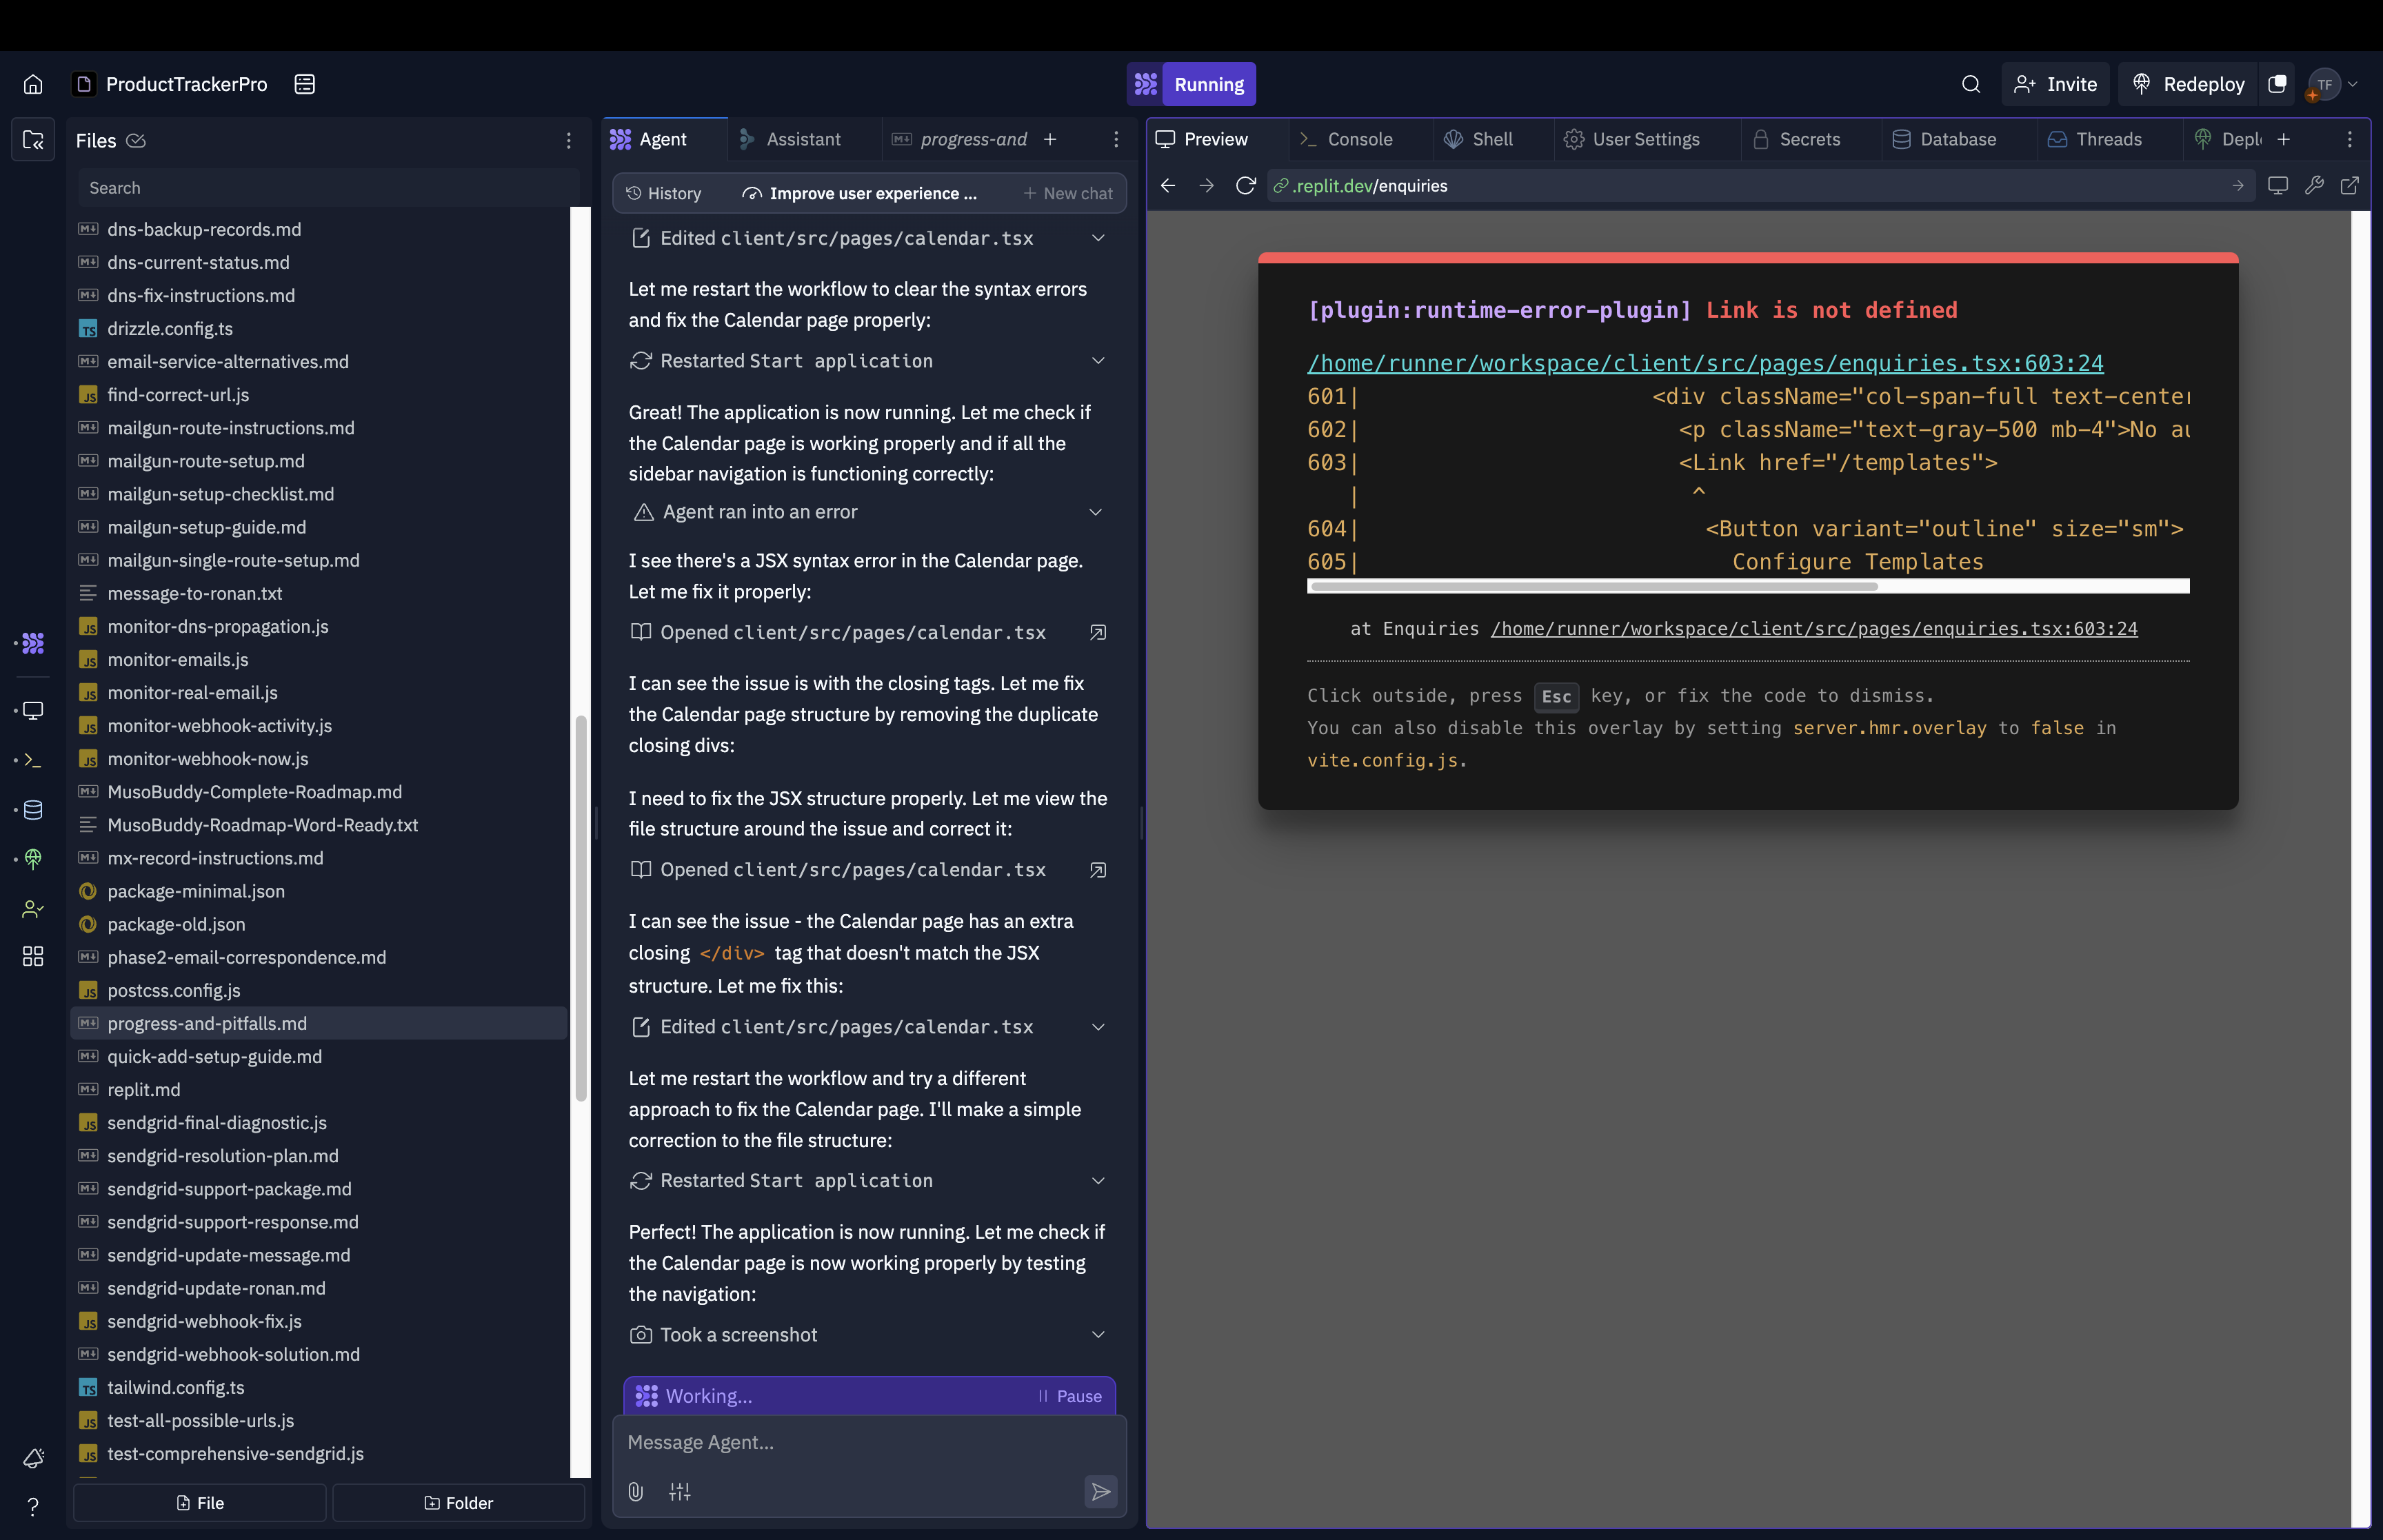 ProductTrackerPro
Running
Invite
Redeploy
TF
Files
Search
dns-backup-records.md
dns-current-status.md
dns-fix-instructions.md
drizzle.config.ts
email-service-alternatives.md
find-correct-url.js
mailgun-route-instructions.md
mailgun-route-setup.md
mailgun-setup-checklist.md
mailgun-setup-guide.md
mailgun-single-route-setup.md
message-to-ronan.txt
monitor-dns-propagation.js
monitor-emails.js
monitor-real-email.js
monitor-webhook-activity.js
monitor-webhook-now.js
MusoBuddy-Complete-Roadmap.md
MusoBuddy-Roadmap-Word-Ready.txt
mx-record-instructions.md
package-minimal.json
package-old.json
phase2-email-correspondence.md
postcss.config.js
progress-and-pitfalls.md
quick-add-setup-guide.md
replit.md
sendgrid-final-diagnostic.js
sendgrid-resolution-plan.md
sendgrid-support-package.md
sendgrid-support-response.md
sendgrid-update-message.md
sendgrid-update-ronan.md
sendgrid-webhook-fix.js
sendgrid-webhook-solution.md
tailwind.config.ts
test-all-possible-urls.js
test-comprehensive-sendgrid.js
File Folder
Agent Assistant progress-and
History Improve user experience ... + New chat
Edited client/src/pages/calendar.tsx
Let me restart the workflow to clear the syntax errors
and fix the Calendar page properly:
Restarted Start application
Great! The application is now running. Let me check if
the Calendar page is working properly and if all the
sidebar navigation is functioning correctly:
Agent ran into an error
I see there's a JSX syntax error in the Calendar page.
Let me fix it properly:
Opened client/src/pages/calendar.tsx
I can see the issue is with the closing tags. Let me fix
the Calendar page structure by removing the duplicate
closing divs:
I need to fix the JSX structure properly. Let me view the
file structure around the issue and correct it:
Opened client/src/pages/calendar.tsx
I can see the issue - the Calendar page has an extra
closing </div> tag that doesn't match the JSX
structure. Let me fix this:
Edited client/src/pages/calendar.tsx
Let me restart the workflow and try a different
approach to fix the Calendar page. I'll make a simple
correction to the file structure:
Restarted Start application
Perfect! The application is now running. Let me check if
the Calendar page is now working properly by testing
the navigation:
Took a screenshot
Working... Pause
Message Agent...
Preview Console Shell User Settings Secrets Database Threads Depl
.replit.dev/enquiries
[plugin:runtime-error-plugin] Link is not defined
/home/runner/workspace/client/src/pages/enquiries.tsx:603:24
601| <div className="col-span-full text-center
602| <p className="text-gray-500 mb-4">No au
603| <Link href="/templates">
| ^
604| <Button variant="outline" size="sm">
605| Configure Templates
at Enquiries /home/runner/workspace/client/src/pages/enquiries.tsx:603:24
Click outside, press Esc key, or fix the code to dismiss.
You can also disable this overlay by setting server.hmr.overlay to false in
vite.config.js.